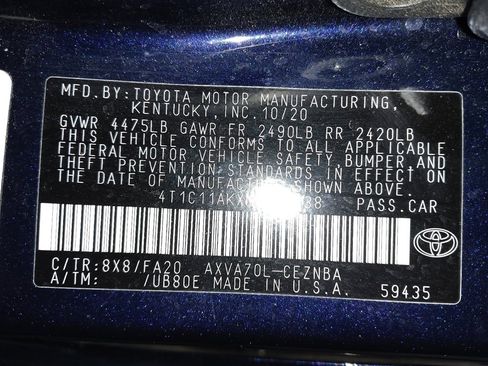 MFD.BY:TOYOTA MOTOR MANUFACTURING,
KENTUCKY, INC. 10/20
GVWR 4475LB GAWR FR 2490LB RR 2420LB
THIS VEHICLE CONFORMS TO ALL APPLICABLE
FEDERAL MOTOR VEHICLE SAFETY, BUMPER, AND
THEFT PREVENTION STANDARDS IN EFFECT ON
THE DATE OF MANUFACTURE SHOWN ABOVE.
PASS.CAR
C/TR:8X8/FA20 AXVA70L-CEZNBA
A/TM: /UB80E MADE IN U.S.A. 59435
TOYOTA